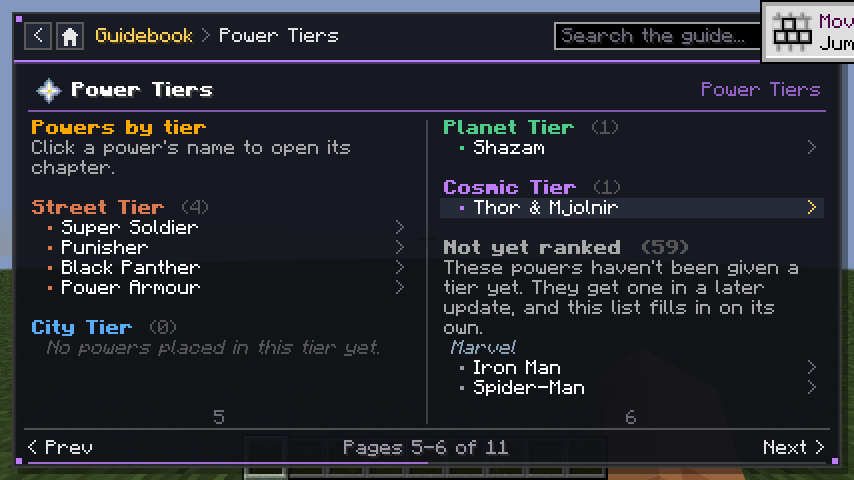 Guidebook > Power Tiers
Search the guide...
Mov
Jum
Power Tiers
Power Tiers
Powers by tier
Click a power's name to open its
chapter.
Street Tier (4)
Super Soldier
Punisher
Black Panther
Power Armour
City Tier (0)
No powers placed in this tier yet.
5
Planet Tier (1)
Shazam
Cosmic Tier (1)
Thor & Mjolnir
Not yet ranked (59)
These powers haven't been given a
tier yet. They get one in a later
update, and this list fills in on its
own.
Marvel
Iron Man
Spider-Man
6
< Prev
Pages 5-6 of 11
Next >